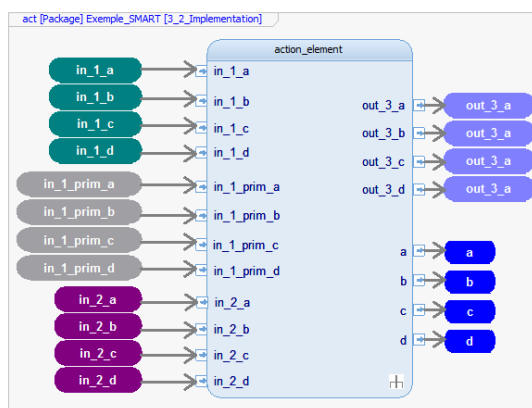 act [Package] Exemple_SMART [3_2_Implementation]
action_element
in_1_a
in_1_b
in_1_c
in_1_d
in_1_prim_a
in_1_prim_b
in_1_prim_c
in_1_prim_d
in_2_a
in_2_b
in_2_c
in_2_d
in_1_a
in_1_b
in_1_c
in_1_d
in_1_prim_a
in_1_prim_b
in_1_prim_c
in_1_prim_d
in_2_a
in_2_b
in_2_c
in_2_d
out_3_a
out_3_b
out_3_c
out_3_d
a
b
c
d
out_3_a
out_3_a
out_3_a
out_3_a
a
b
c
d